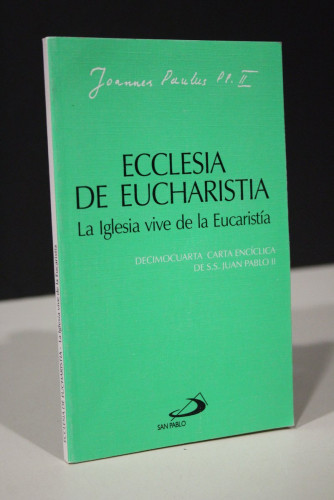 Joannes Paulus PP. II
ECCLESIA
DE EUCHARISTIA
La Iglesia vive de la Eucaristía
DECIMOCUARTA CARTA ENCÍCLICA
DE S.S. JUAN PABLO II
SAN PABLO